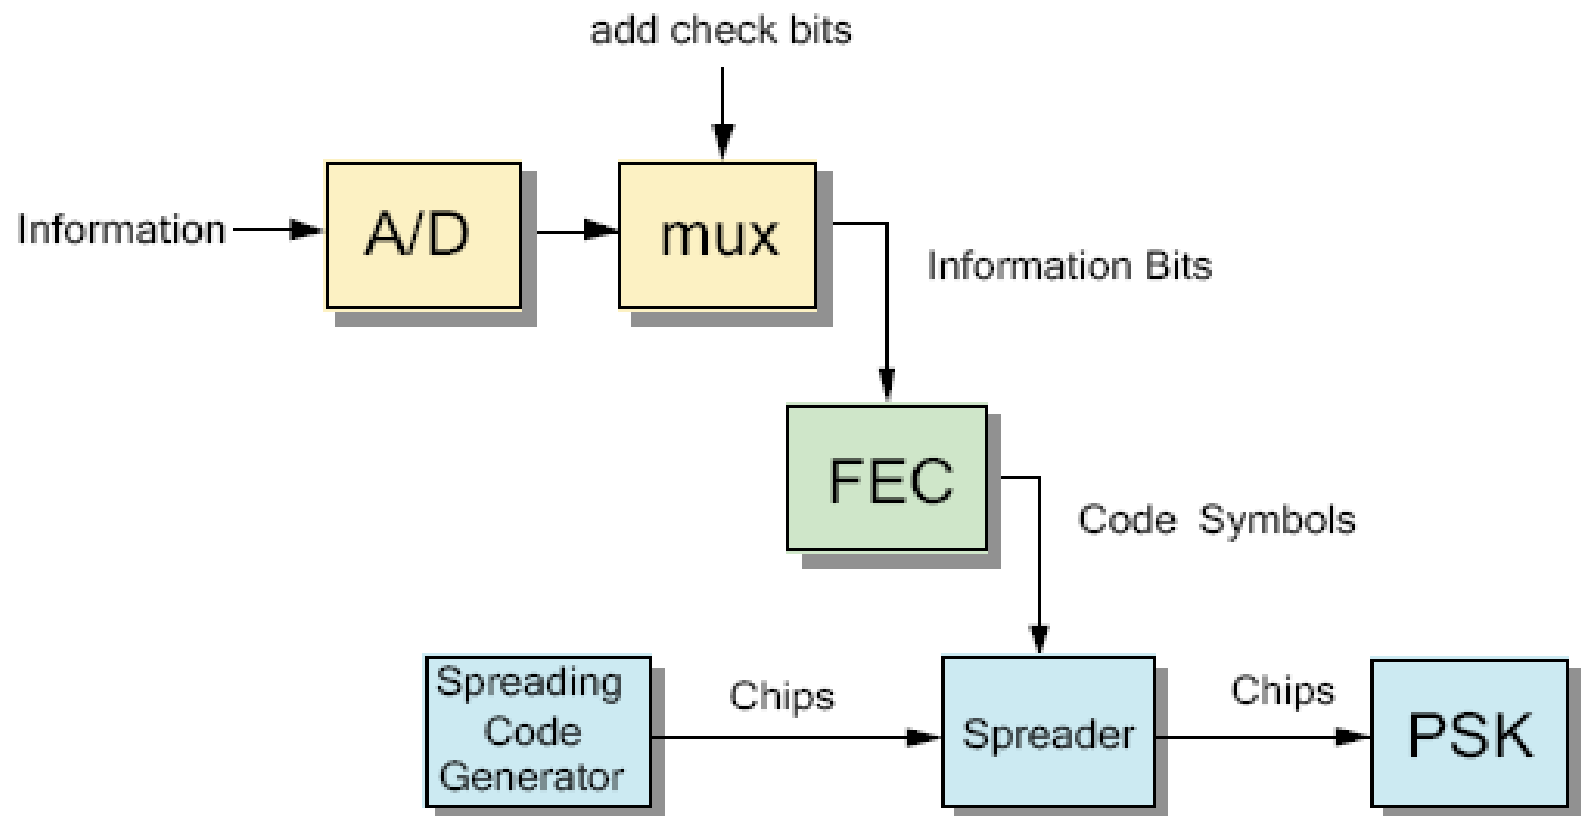 add check bits
Information
A/D
mux
Information Bits
FEC
Code Symbols
Spreading
Code
Generator
Chips
Spreader
Chips
PSK